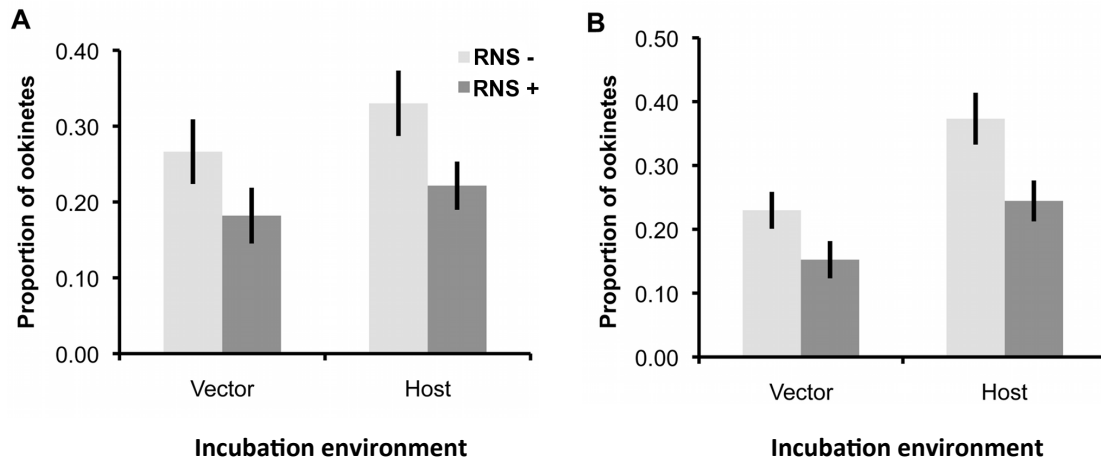 A
Proportion of ookinetes
0.40
0.30
0.20
0.10
0.00
RNS -
RNS +
Vector
Host
Incubation environment
B
Proportion of ookinetes
0.50
0.40
0.30
0.20
0.10
0.00
Vector
Host
Incubation environment